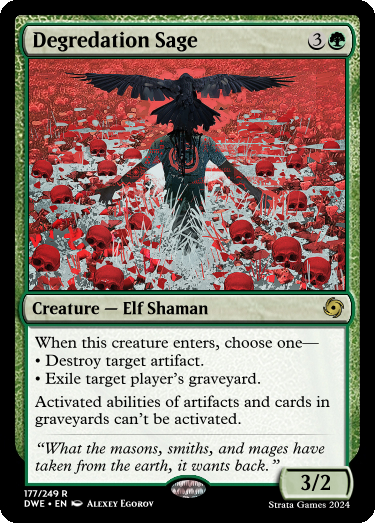 Degredation Sage 3
Creature — Elf Shaman
When this creature enters, choose one—
• Destroy target artifact.
• Exile target player's graveyard.
Activated abilities of artifacts and cards in
graveyards can't be activated.
“What the masons, smiths, and mages have
taken from the earth, it wants back.”
3/2
177/249 R
DWE • EN Alexey Egorov
Strata Games 2024